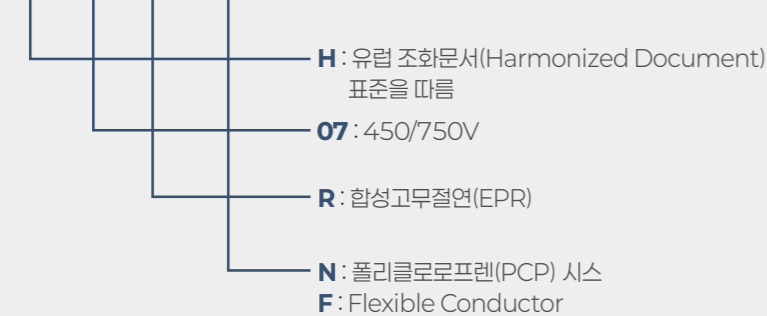 H : 유럽 조화문서(Harmonized Document)
표준을 따름
07 : 450/750V
R : 합성고무절연(EPR)
N : 폴리클로로프렌(PCP) 시스
F : Flexible Conductor